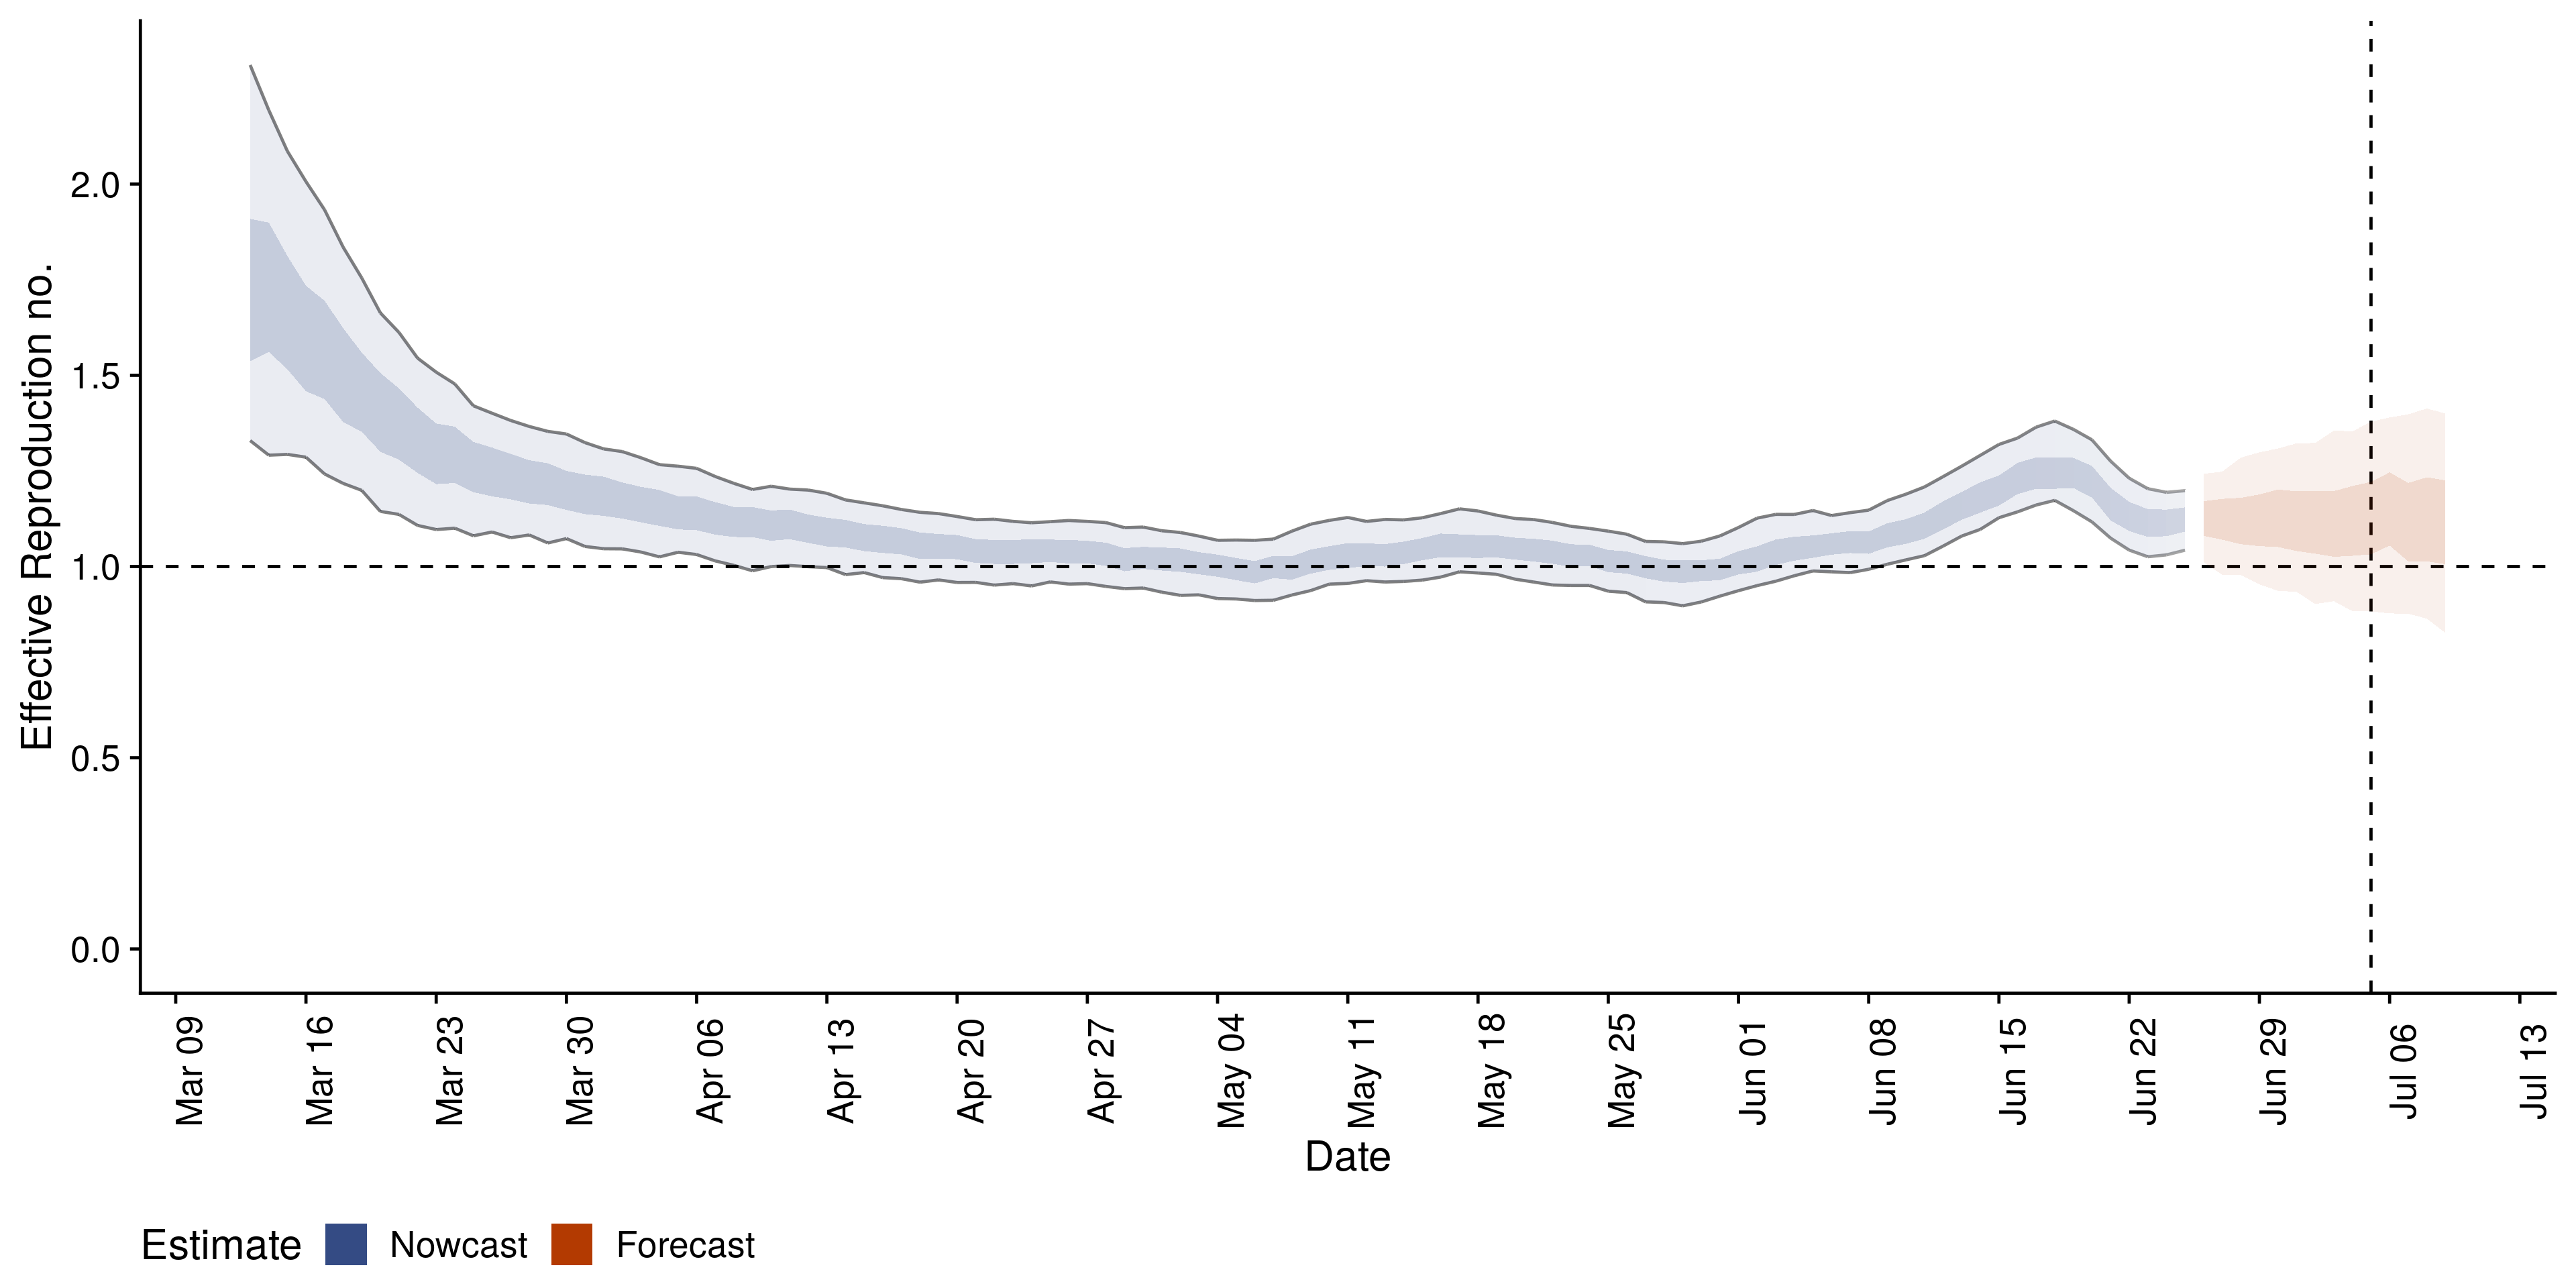 Effective Reproduction no.
2.0
1.5
1.0
0.5
0.0
Mar 09
Mar 16
Mar 23
Mar 30
Apr 06
Apr 13
Apr 20
Apr 27
May 04
May 11
May 18
May 25
Jun 01
Jun 08
Jun 15
Jun 22
Jun 29
Jul 06
Jul 13
Date
Estimate Nowcast Forecast